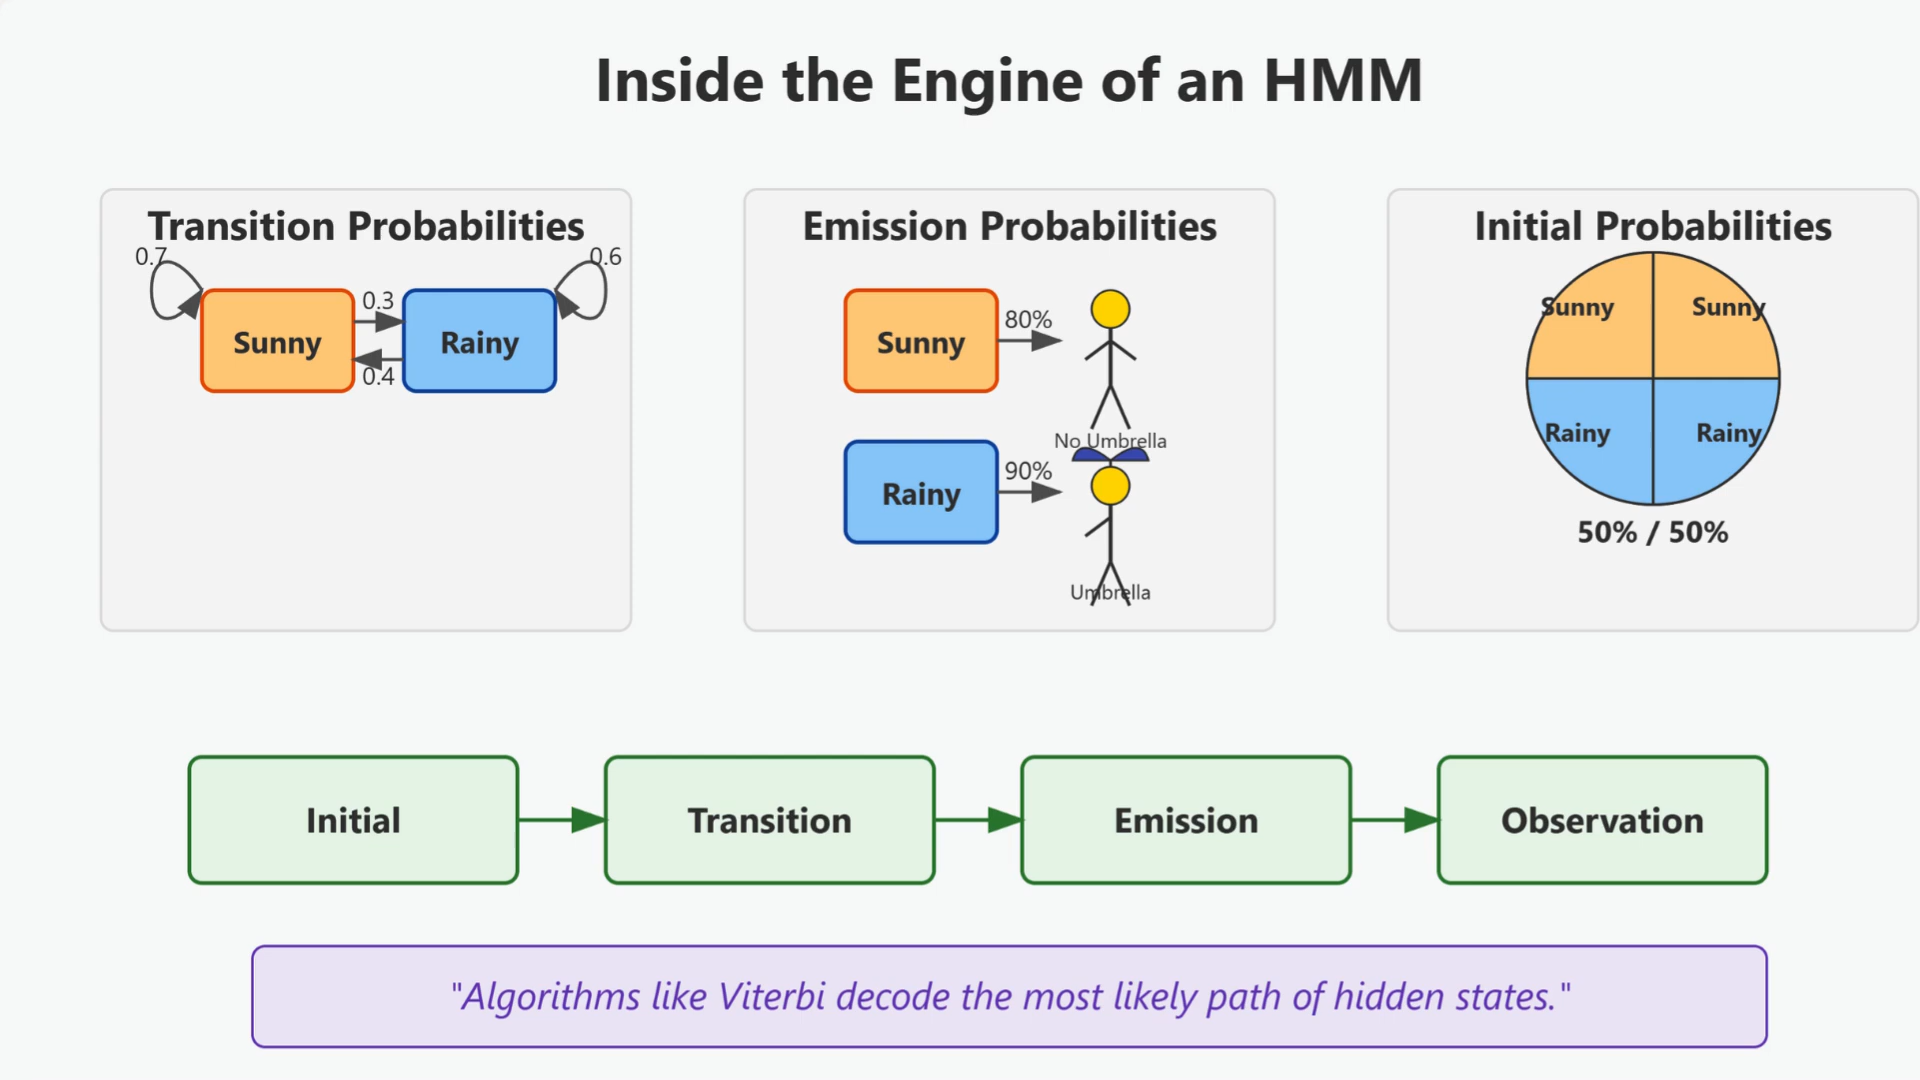 Inside the Engine of an HMM
Transition Probabilities
0.7
0.6
Sunny
0.3
0.4
Rainy
Emission Probabilities
Sunny
80%
No Umbrella
Rainy
90%
Umbrella
Initial Probabilities
Sunny
Sunny
Rainy
Rainy
50% / 50%
Initial
Transition
Emission
Observation
"Algorithms like Viterbi decode the most likely path of hidden states."